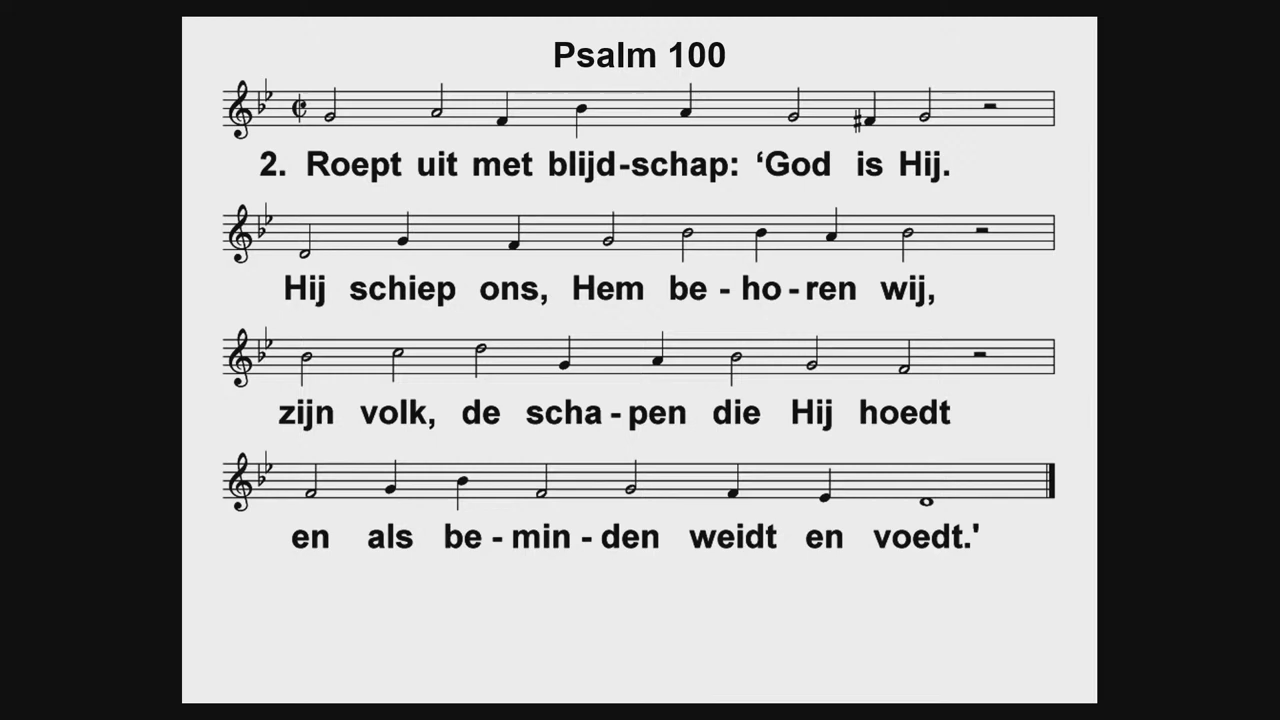 Psalm 100
2. Roept uit met blijd-schap: ‘God is Hij.
Hij schiep ons, Hem be - ho - ren wij,
zijn volk, de scha - pen die Hij hoedt
en als be - min - den weidt en voedt.'